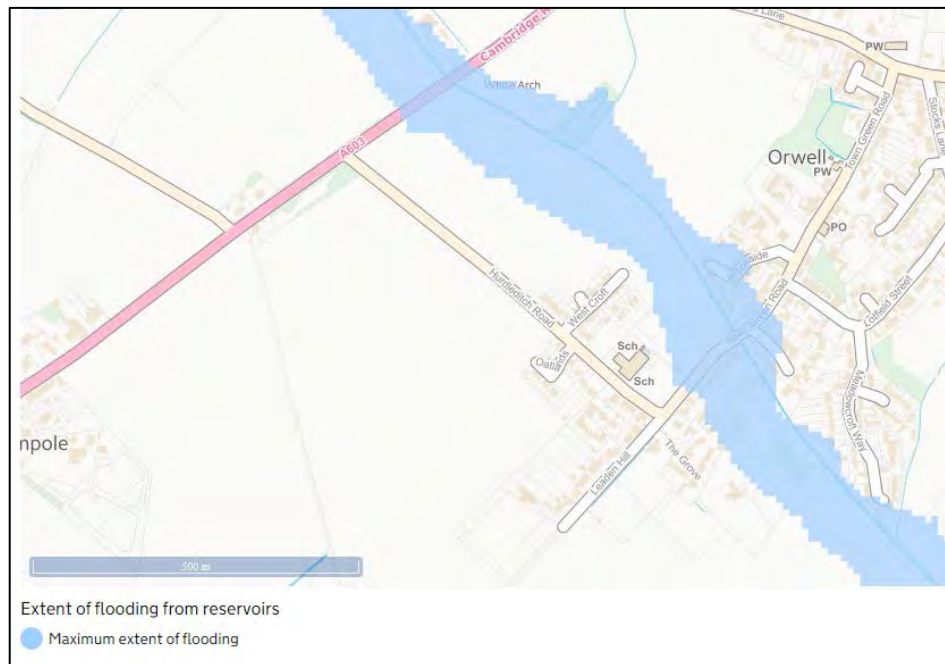 Cambridge R
s Lane
PW
White Arch
Stocks Lane
A603
Town Green Road
Orwell
PW
PO
side
Hurdleditch Road
West Croft
Green Road
Lotfield Street
Sch
Oatlands
Sch
Meadowcroft Way
mpole
The Grove
Leaden Hill
500 m
Extent of flooding from reservoirs
Maximum extent of flooding